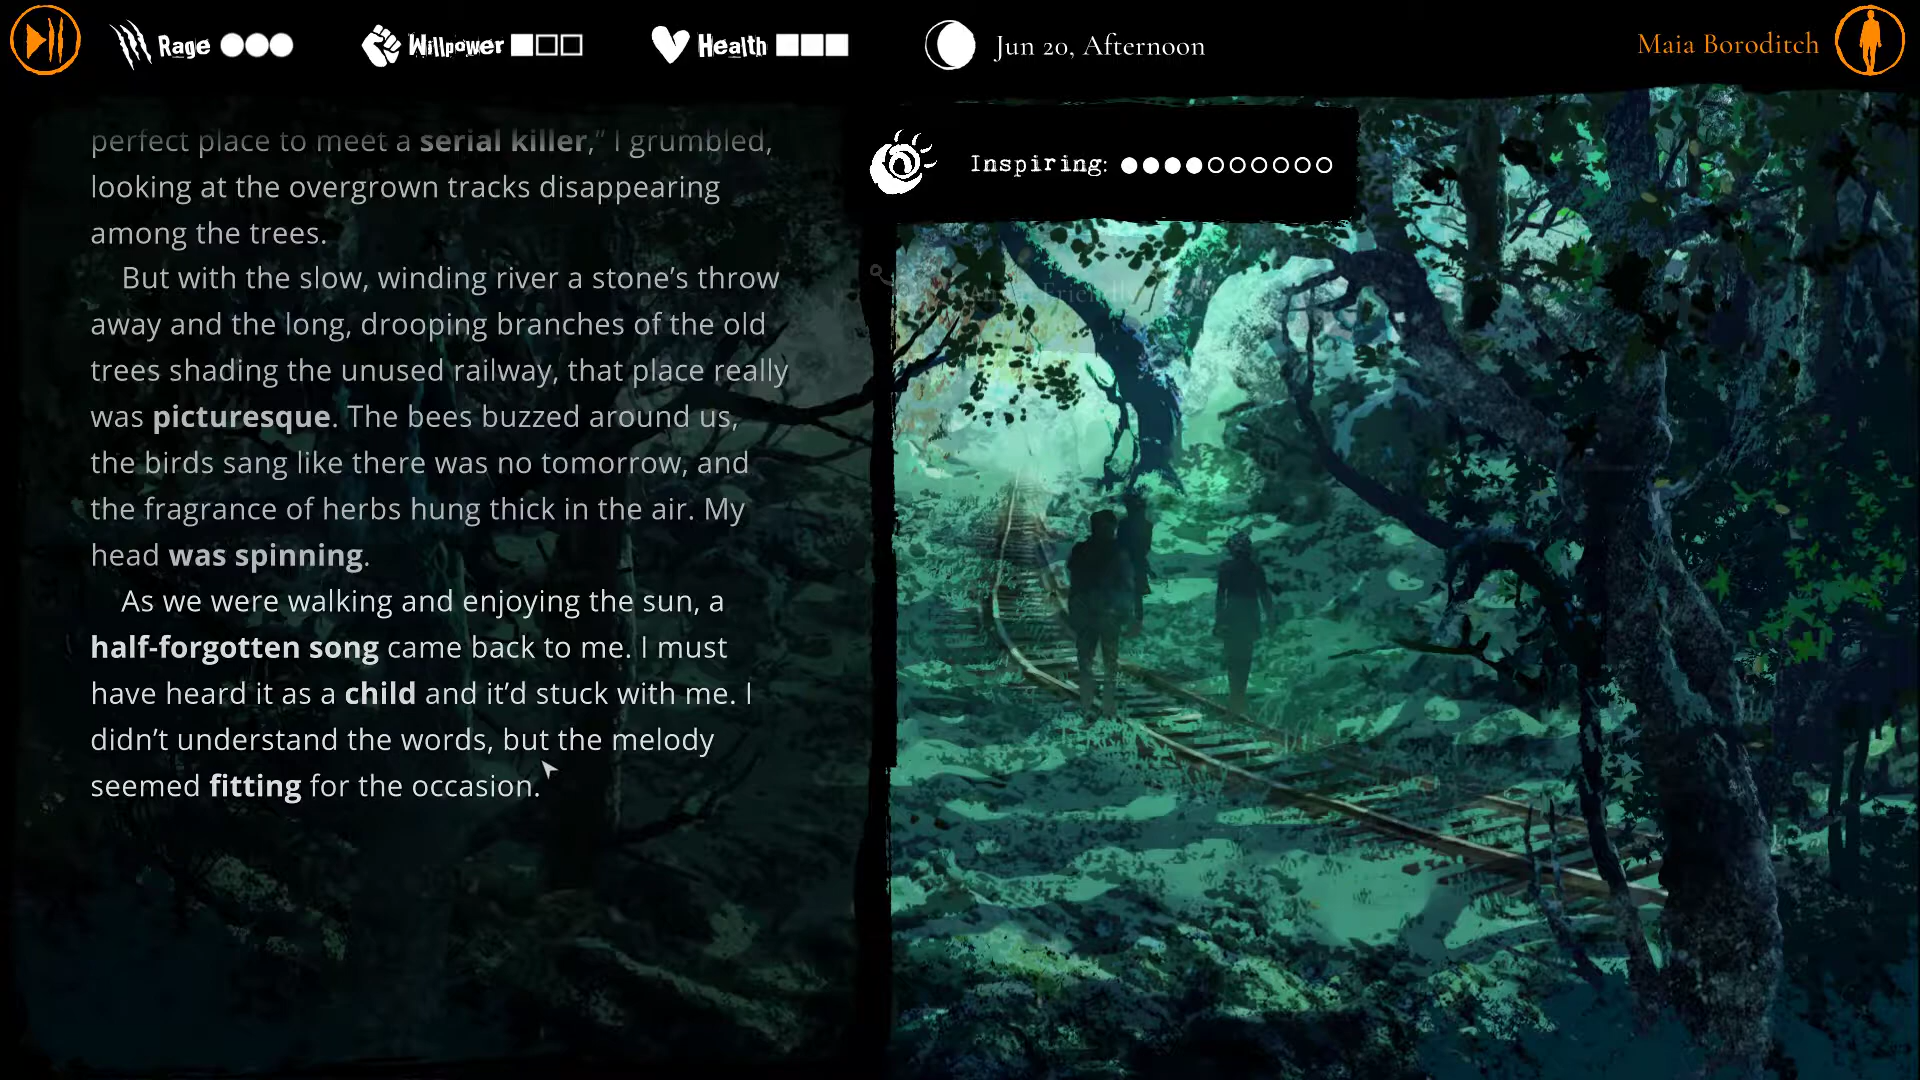 Rage
Willpower
Health
Jun 20, Afternoon
Maia Boroditch
perfect place to meet a serial killer,” I grumbled,
looking at the overgrown tracks disappearing
among the trees.
But with the slow, winding river a stone’s throw
away and the long, drooping branches of the old
trees shading the unused railway, that place really
was picturesque. The bees buzzed around us,
the birds sang like there was no tomorrow, and
the fragrance of herbs hung thick in the air. My
head was spinning.
As we were walking and enjoying the sun, a
half-forgotten song came back to me. I must
have heard it as a child and it’d stuck with me. I
didn’t understand the words, but the melody
seemed fitting for the occasion.
Inspiring: